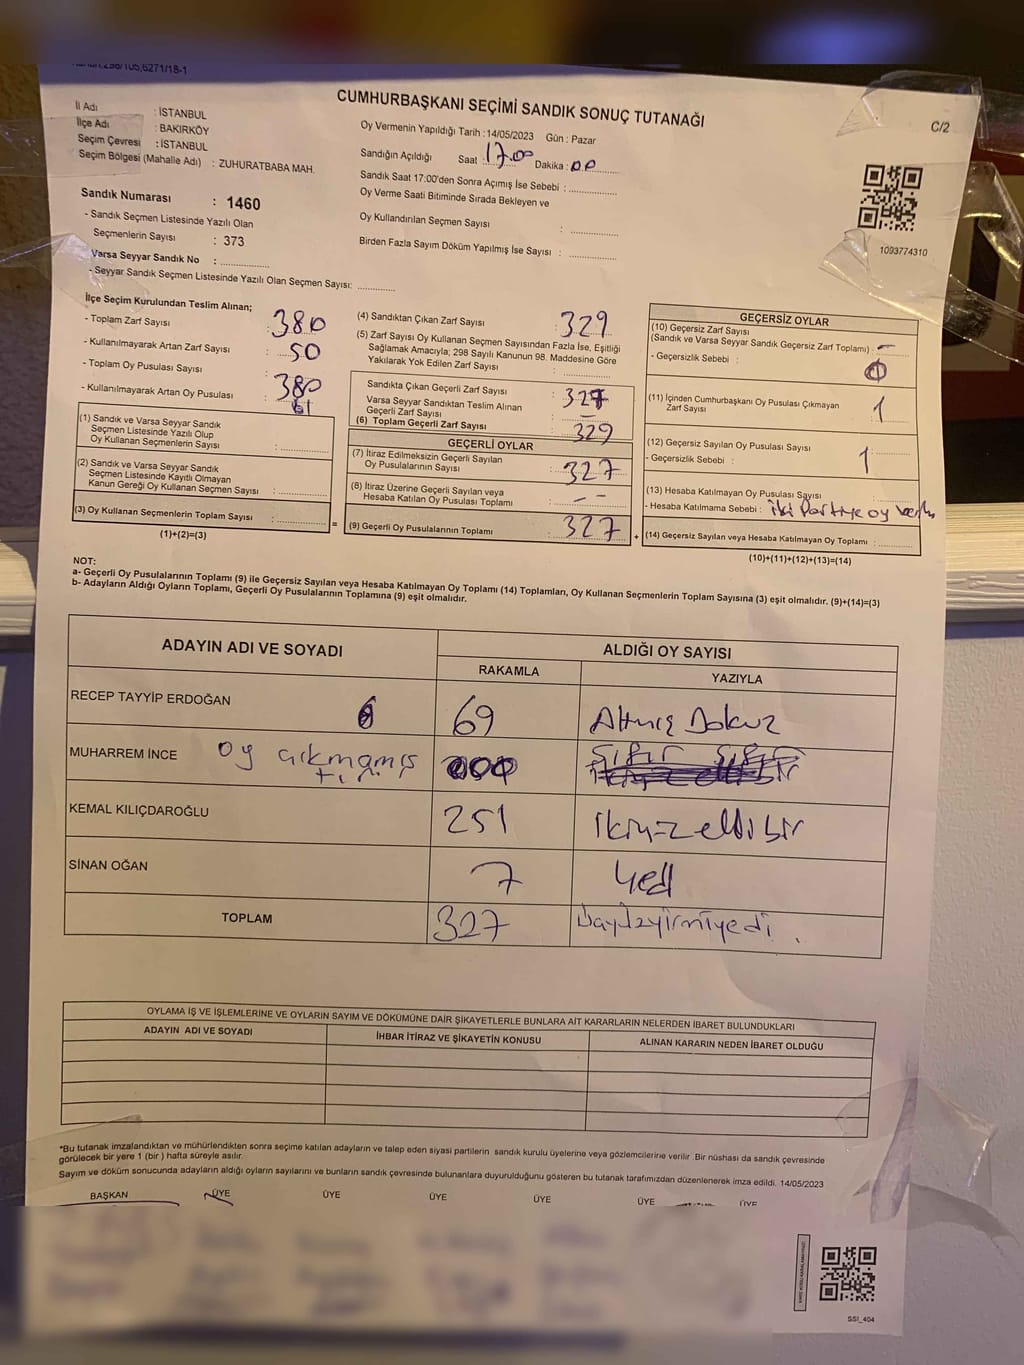 CUMHURBAŞKANI SEÇİMİ SANDIK SONUÇ TUTANAĞI
C/2
İl Adı : İSTANBUL
İlçe Adı : BAKIRKÖY
Seçim Çevresi : İSTANBUL
Seçim Bölgesi (Mahalle Adı) : ZUHURATBABA MAH.
Oy Vermenin Yapıldığı Tarih :14/05/2023 Gün : Pazar
Sandığın Açıldığı Saat : 17.00 Dakika : 00
Sandık Saat 17:00'den Sonra Açımış İse Sebebi :
Oy Verme Saati Bitiminde Sırada Bekleyen ve
Oy Kullandırılan Seçmen Sayısı :
Birden Fazla Sayım Döküm Yapılmış İse Sayısı :
1093774310
Sandık Numarası : 1460
- Sandık Seçmen Listesinde Yazılı Olan
Seçmenlerin Sayısı : 373
Varsa Seyyar Sandık No :
- Seyyar Sandık Seçmen Listesinde Yazılı Olan Seçmen Sayısı:
İlçe Seçim Kurulundan Teslim Alınan;
- Toplam Zarf Sayısı : 380
- Kullanılmayarak Artan Zarf Sayısı : 50
- Toplam Oy Pusulası Sayısı : 380
- Kullanılmayarak Artan Oy Pusulası : 61
(1) Sandık ve Varsa Seyyar Sandık
Seçmen Listesinde Yazılı Olup
Oy Kullanan Seçmenlerin Sayısı :
(2) Sandık ve Varsa Seyyar Sandık
Seçmen Listesinde Kayıtlı Olmayan
Kanun Gereği Oy Kullanan Seçmen Sayısı :
(3) Oy Kullanan Seçmenlerin Toplam Sayısı :
(1)+(2)=(3)
(4) Sandıktan Çıkan Zarf Sayısı : 329
(5) Zarf Sayısı Oy Kullanan Seçmen Sayısından Fazla İse, Eşitliği
Sağlamak Amacıyla; 298 Sayılı Kanunun 98. Maddesine Göre
Yakılarak Yok Edilen Zarf Sayısı :
Sandıkta Çıkan Geçerli Zarf Sayısı : 327
Varsa Seyyar Sandıktan Teslim Alınan
Geçerli Zarf Sayısı : –
(6) Toplam Geçerli Zarf Sayısı : 329
GEÇERLİ OYLAR
(7) İtiraz Edilmeksizin Geçerli Sayılan
Oy Pusulalarının Sayısı : 327
(8) İtiraz Üzerine Geçerli Sayılan veya
Hesaba Katılan Oy Pusulası Toplamı : – –
(9) Geçerli Oy Pusulalarının Toplamı : 327
GEÇERSİZ OYLAR
(10) Geçersiz Zarf Sayısı
(Sandık ve Varsa Seyyar Sandık Geçersiz Zarf Toplamı) : –
- Geçersizlik Sebebi : 0
(11) İçinden Cumhurbaşkanı Oy Pusulası Çıkmayan
Zarf Sayısı : 1
(12) Geçersiz Sayılan Oy Pusulası Sayısı : 1
- Geçersizlik Sebebi :
(13) Hesaba Katılmayan Oy Pusulası Sayısı :
- Hesaba Katılmama Sebebi : iki Partiye oy
(14) Geçersiz Sayılan veya Hesaba Katılmayan Oy Toplamı :
(10)+(11)+(12)+(13)=(14)
NOT:
a- Geçerli Oy Pusulalarının Toplamı (9) ile Geçersiz Sayılan veya Hesaba Katılmayan Oy Toplamı (14) Toplamları, Oy Kullanan Seçmenlerin Toplam Sayısına (3) eşit olmalıdır. (9)+(14)=(3)
b- Adayların Aldığı Oyların Toplamı, Geçerli Oy Pusulalarının Toplamına (9) eşit olmalıdır.
ADAYIN ADI VE SOYADI ALDIĞI OY SAYISI
RAKAMLA YAZIYLA
RECEP TAYYİP ERDOĞAN 69 Altmış Dokuz
MUHARREM İNCE oy çıkmamıştır 000 Sıfır Sıfır
KEMAL KILIÇDAROĞLU 251 ikiyüzellibir
SİNAN OĞAN 7 Yedi
TOPLAM 327 üçyüzyirmiyedi.
OYLAMA İŞ VE İŞLEMLERİNE VE OYLARIN SAYIM VE DÖKÜMÜNE DAİR ŞİKAYETLERLE BUNLARA AİT KARARLARIN NELERDEN İBARET BULUNDUKLARI
ADAYIN ADI VE SOYADI İHBAR İTİRAZ VE ŞİKAYETİN KONUSU ALINAN KARARIN NEDEN İBARET OLDUĞU
*Bu tutanak imzalandıktan ve mühürlendikten sonra seçime katılan adayların ve talep eden siyasi partilerin sandık kurulu üyelerine veya gözlemcilerine verilir. Bir nüshası da sandık çevresinde
görülecek bir yere 1 (bir ) hafta süreyle asılır.
Sayım ve döküm sonucunda adayların aldığı oyların sayılarını ve bunların sandık çevresinde bulunanlara duyurulduğunu gösteren bu tutanak tarafımızdan düzenlenerek imza edildi. 14/05/2023
BAŞKAN ÜYE ÜYE ÜYE ÜYE ÜYE ÜYE
SSI_404